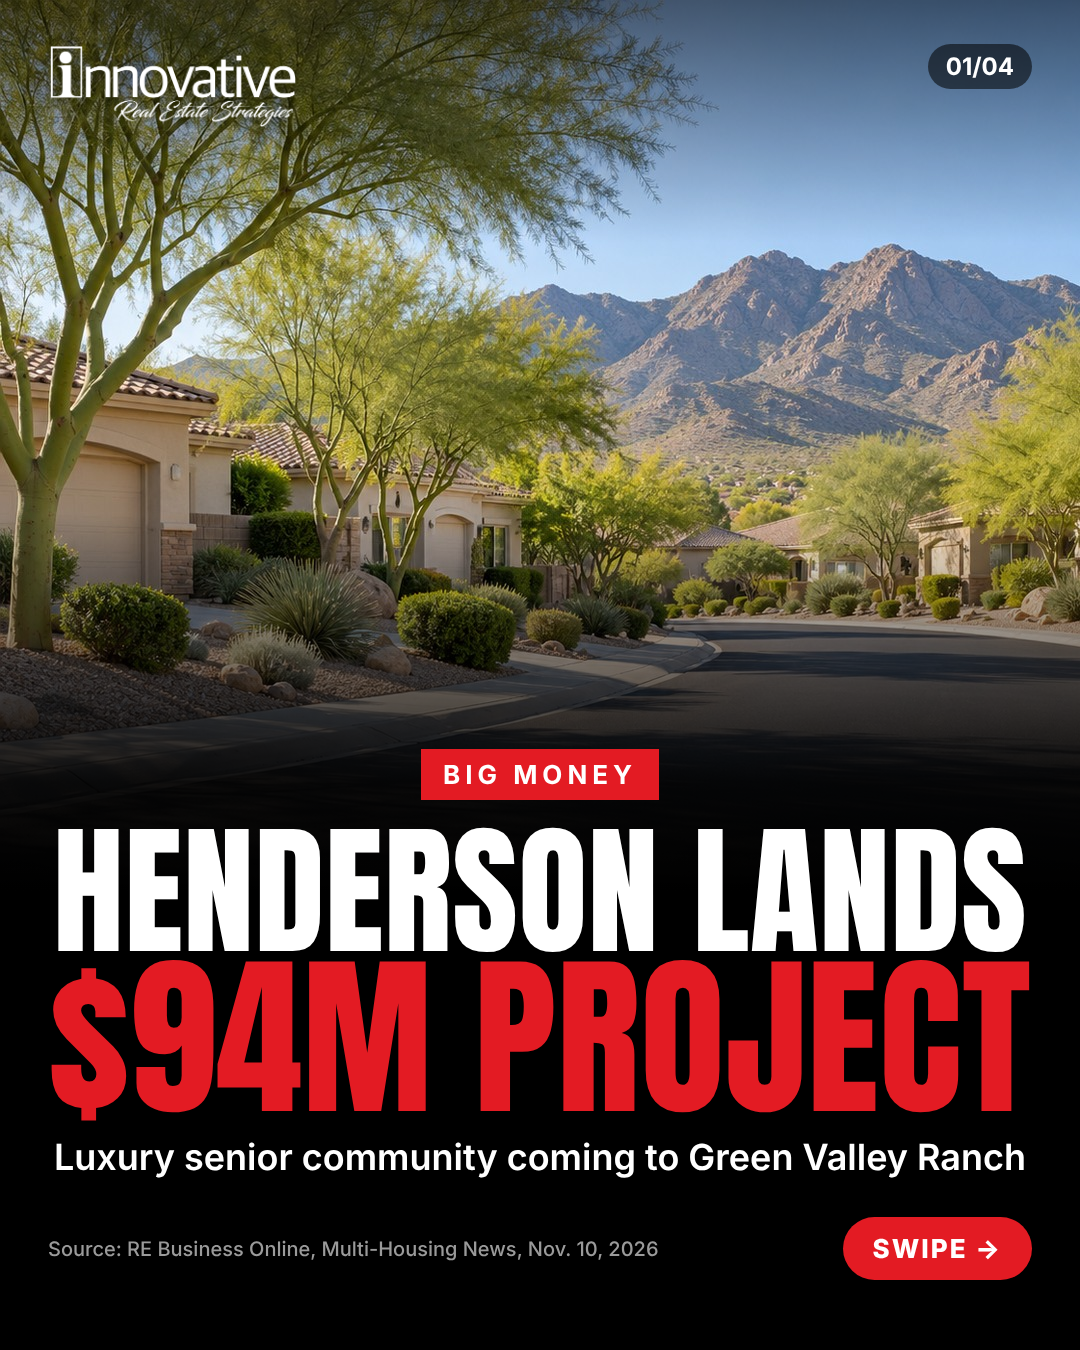 innovative
Real Estate Strategies
01/04
BIG MONEY
HENDERSON LANDS
$94M PROJECT
Luxury senior community coming to Green Valley Ranch
Source: RE Business Online, Multi-Housing News, Nov. 10, 2026
SWIPE →